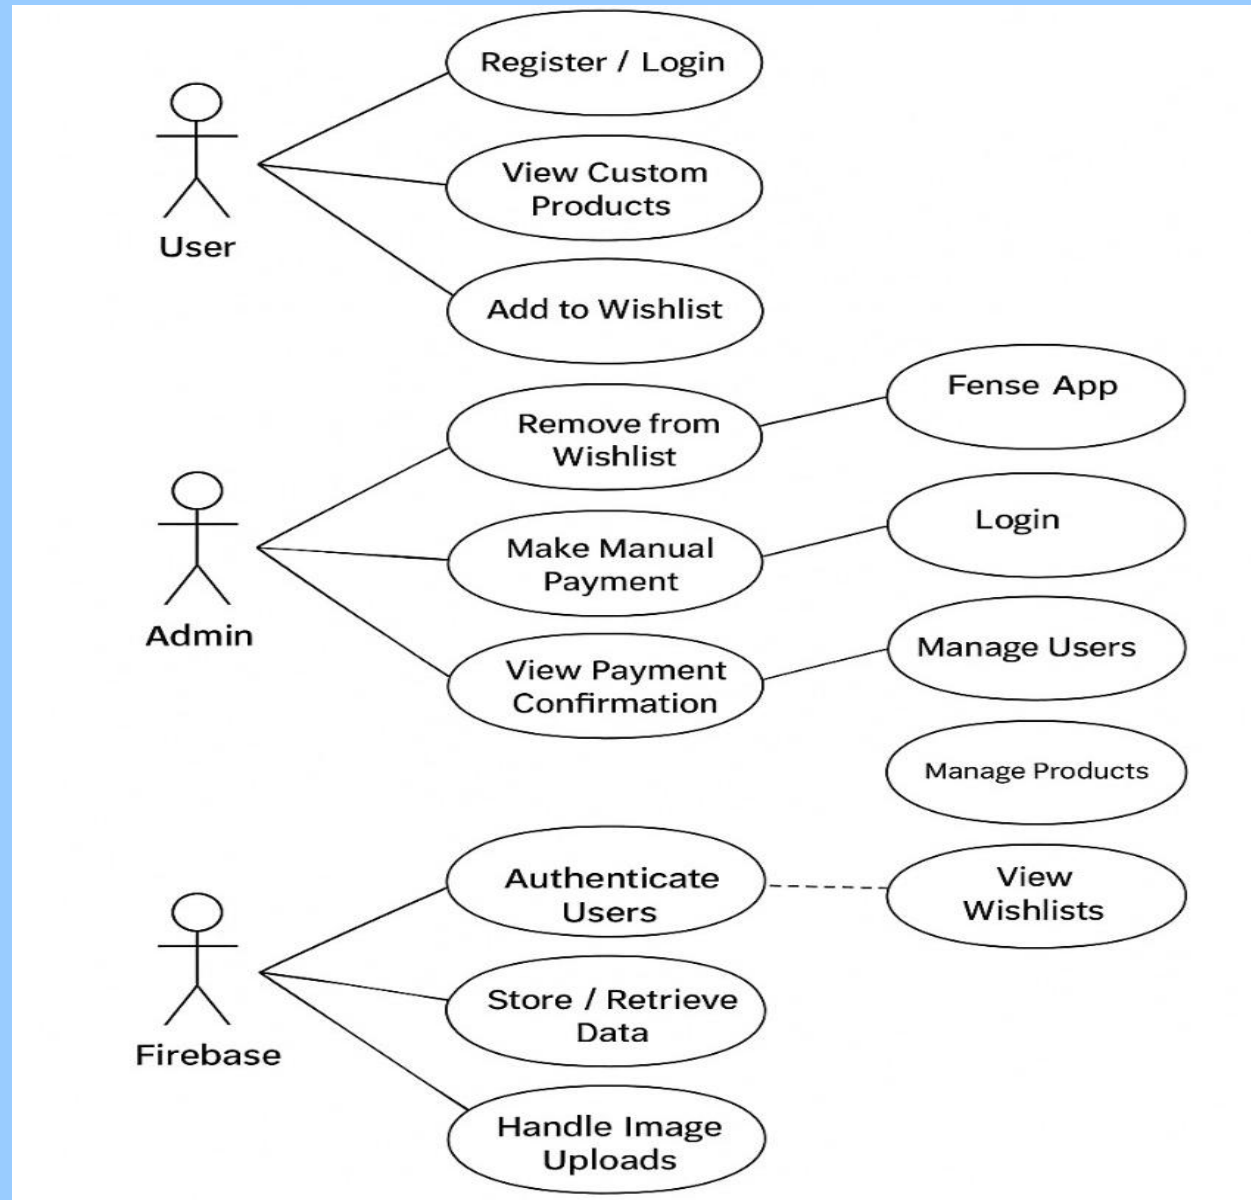 Register / Login
View Custom
Products
User
Add to Wishlist
Fense App
Remove from
Wishlist
Login
Make Manual
Payment
Admin
Manage Users
View Payment
Confirmation
Manage Products
Authenticate
Users
View
Wishlists
Store / Retrieve
Data
Firebase
Handle Image
Uploads